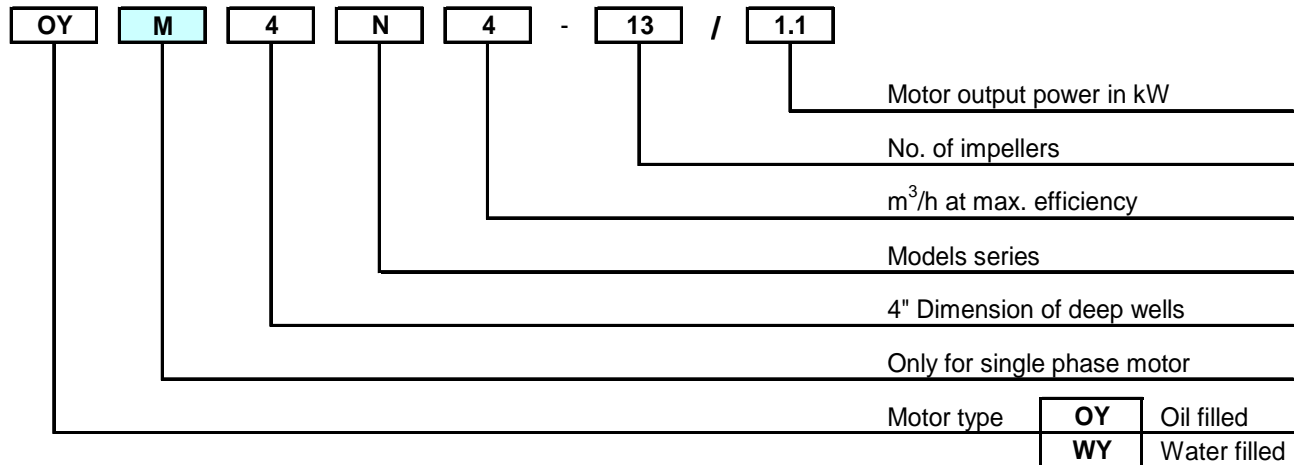 OY M 4 N 4 - 13 / 1.1
Motor output power in kW
No. of impellers
m³/h at max. efficiency
Models series
4" Dimension of deep wells
Only for single phase motor
Motor type OY Oil filled
WY Water filled